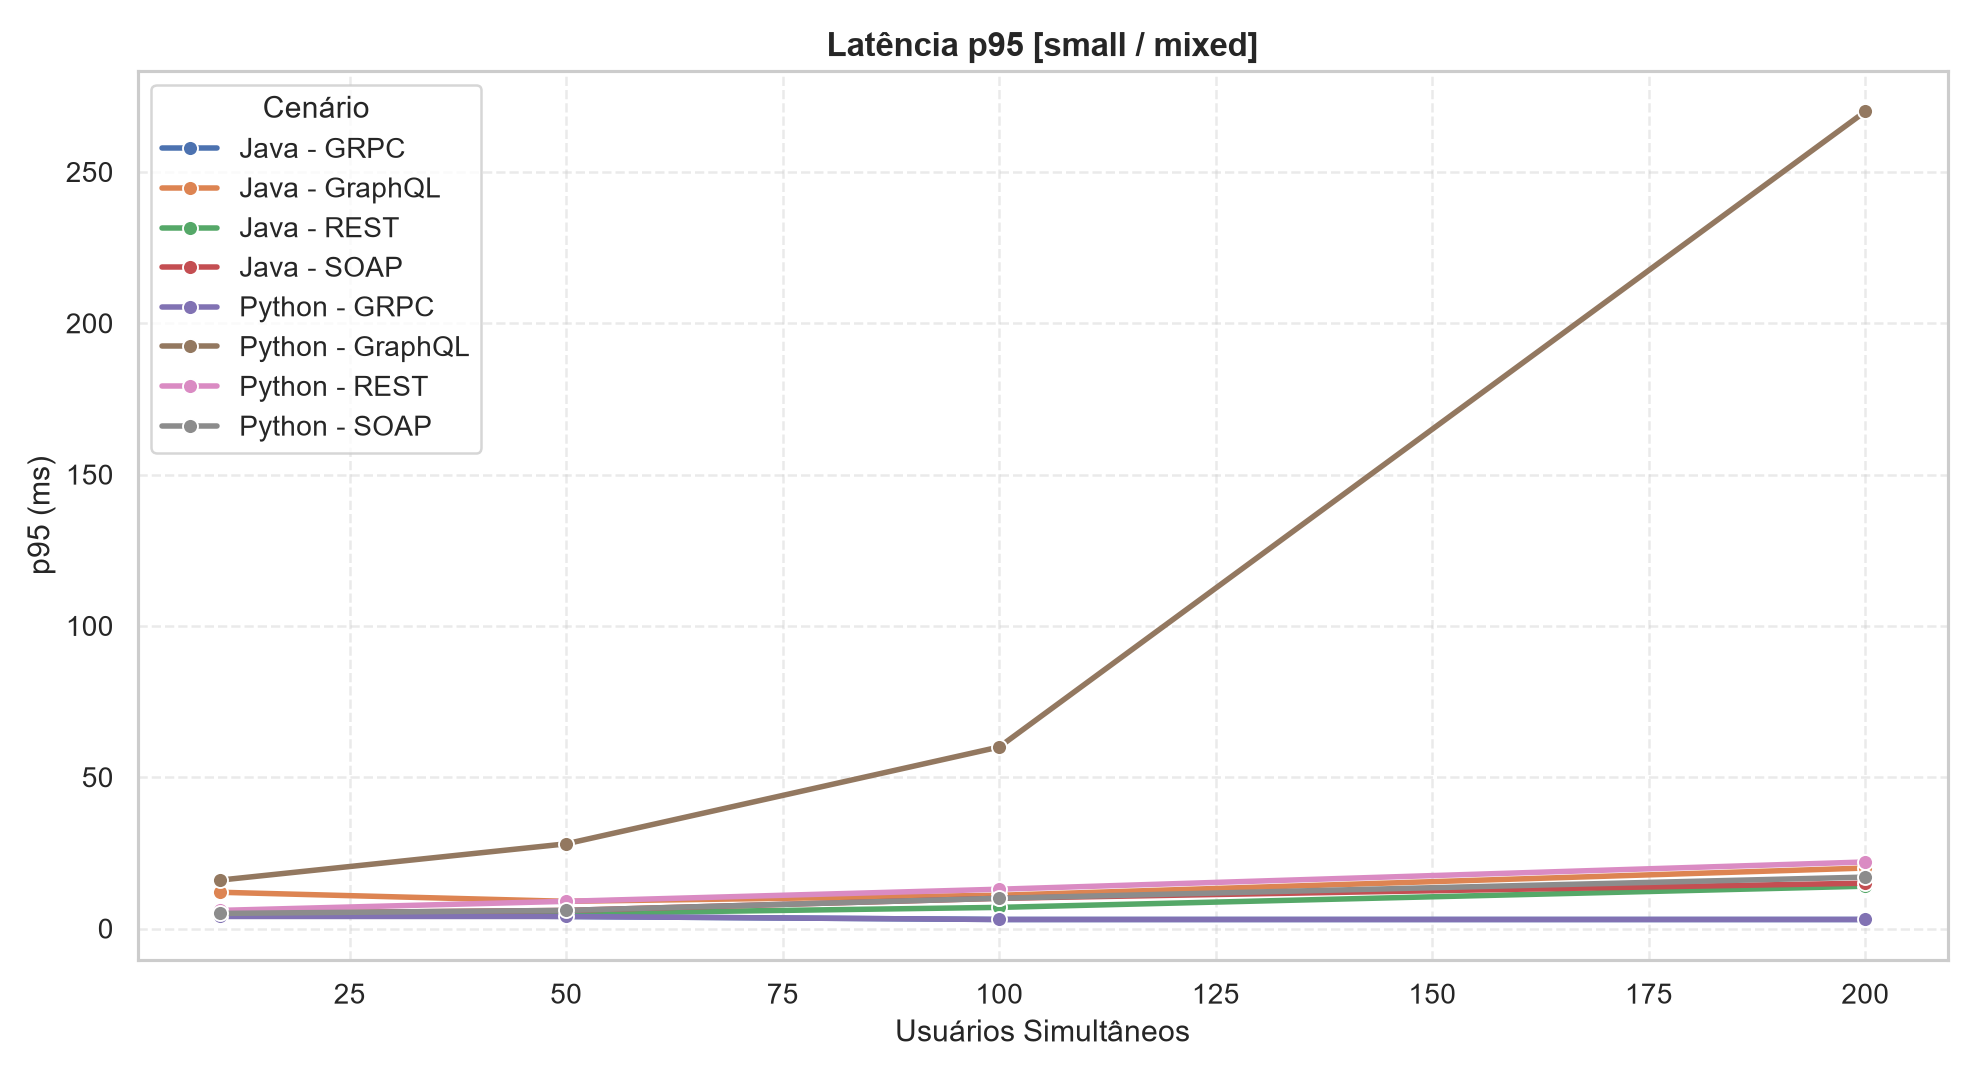 Latência p95 [small / mixed]
Cenário
Java - GRPC
Java - GraphQL
Java - REST
Java - SOAP
Python - GRPC
Python - GraphQL
Python - REST
Python - SOAP
p95 (ms)
250
200
150
100
50
0
25 50 75 100 125 150 175 200
Usuários Simultâneos